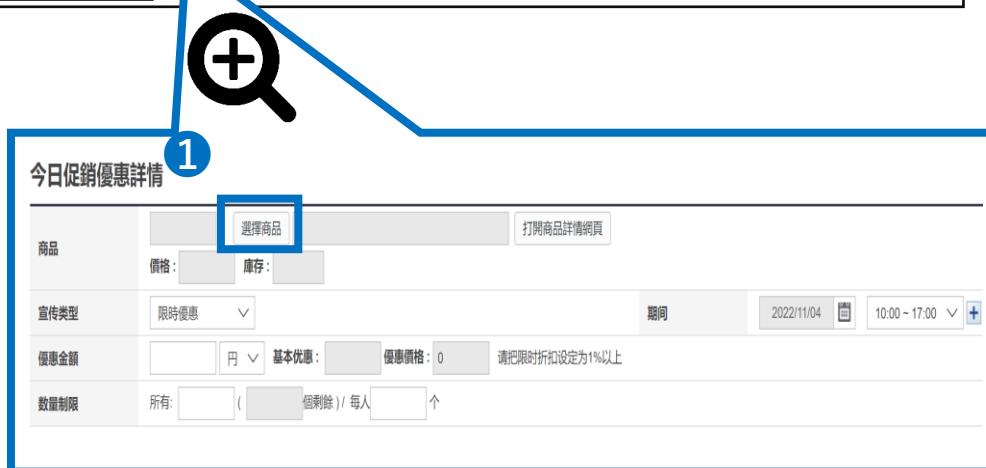 1
今日促銷優惠詳情
商品 選擇商品 打開商品詳情網頁
價格 : 庫存 :
宣传类型 限時優惠 期间 2022/11/04 10:00 ~ 17:00 +
優惠金額 円 基本优惠 : 優惠價格 : 0 请把限时折扣设定为1%以上
数量制限 所有: ( 個剩餘 ) / 每人 个